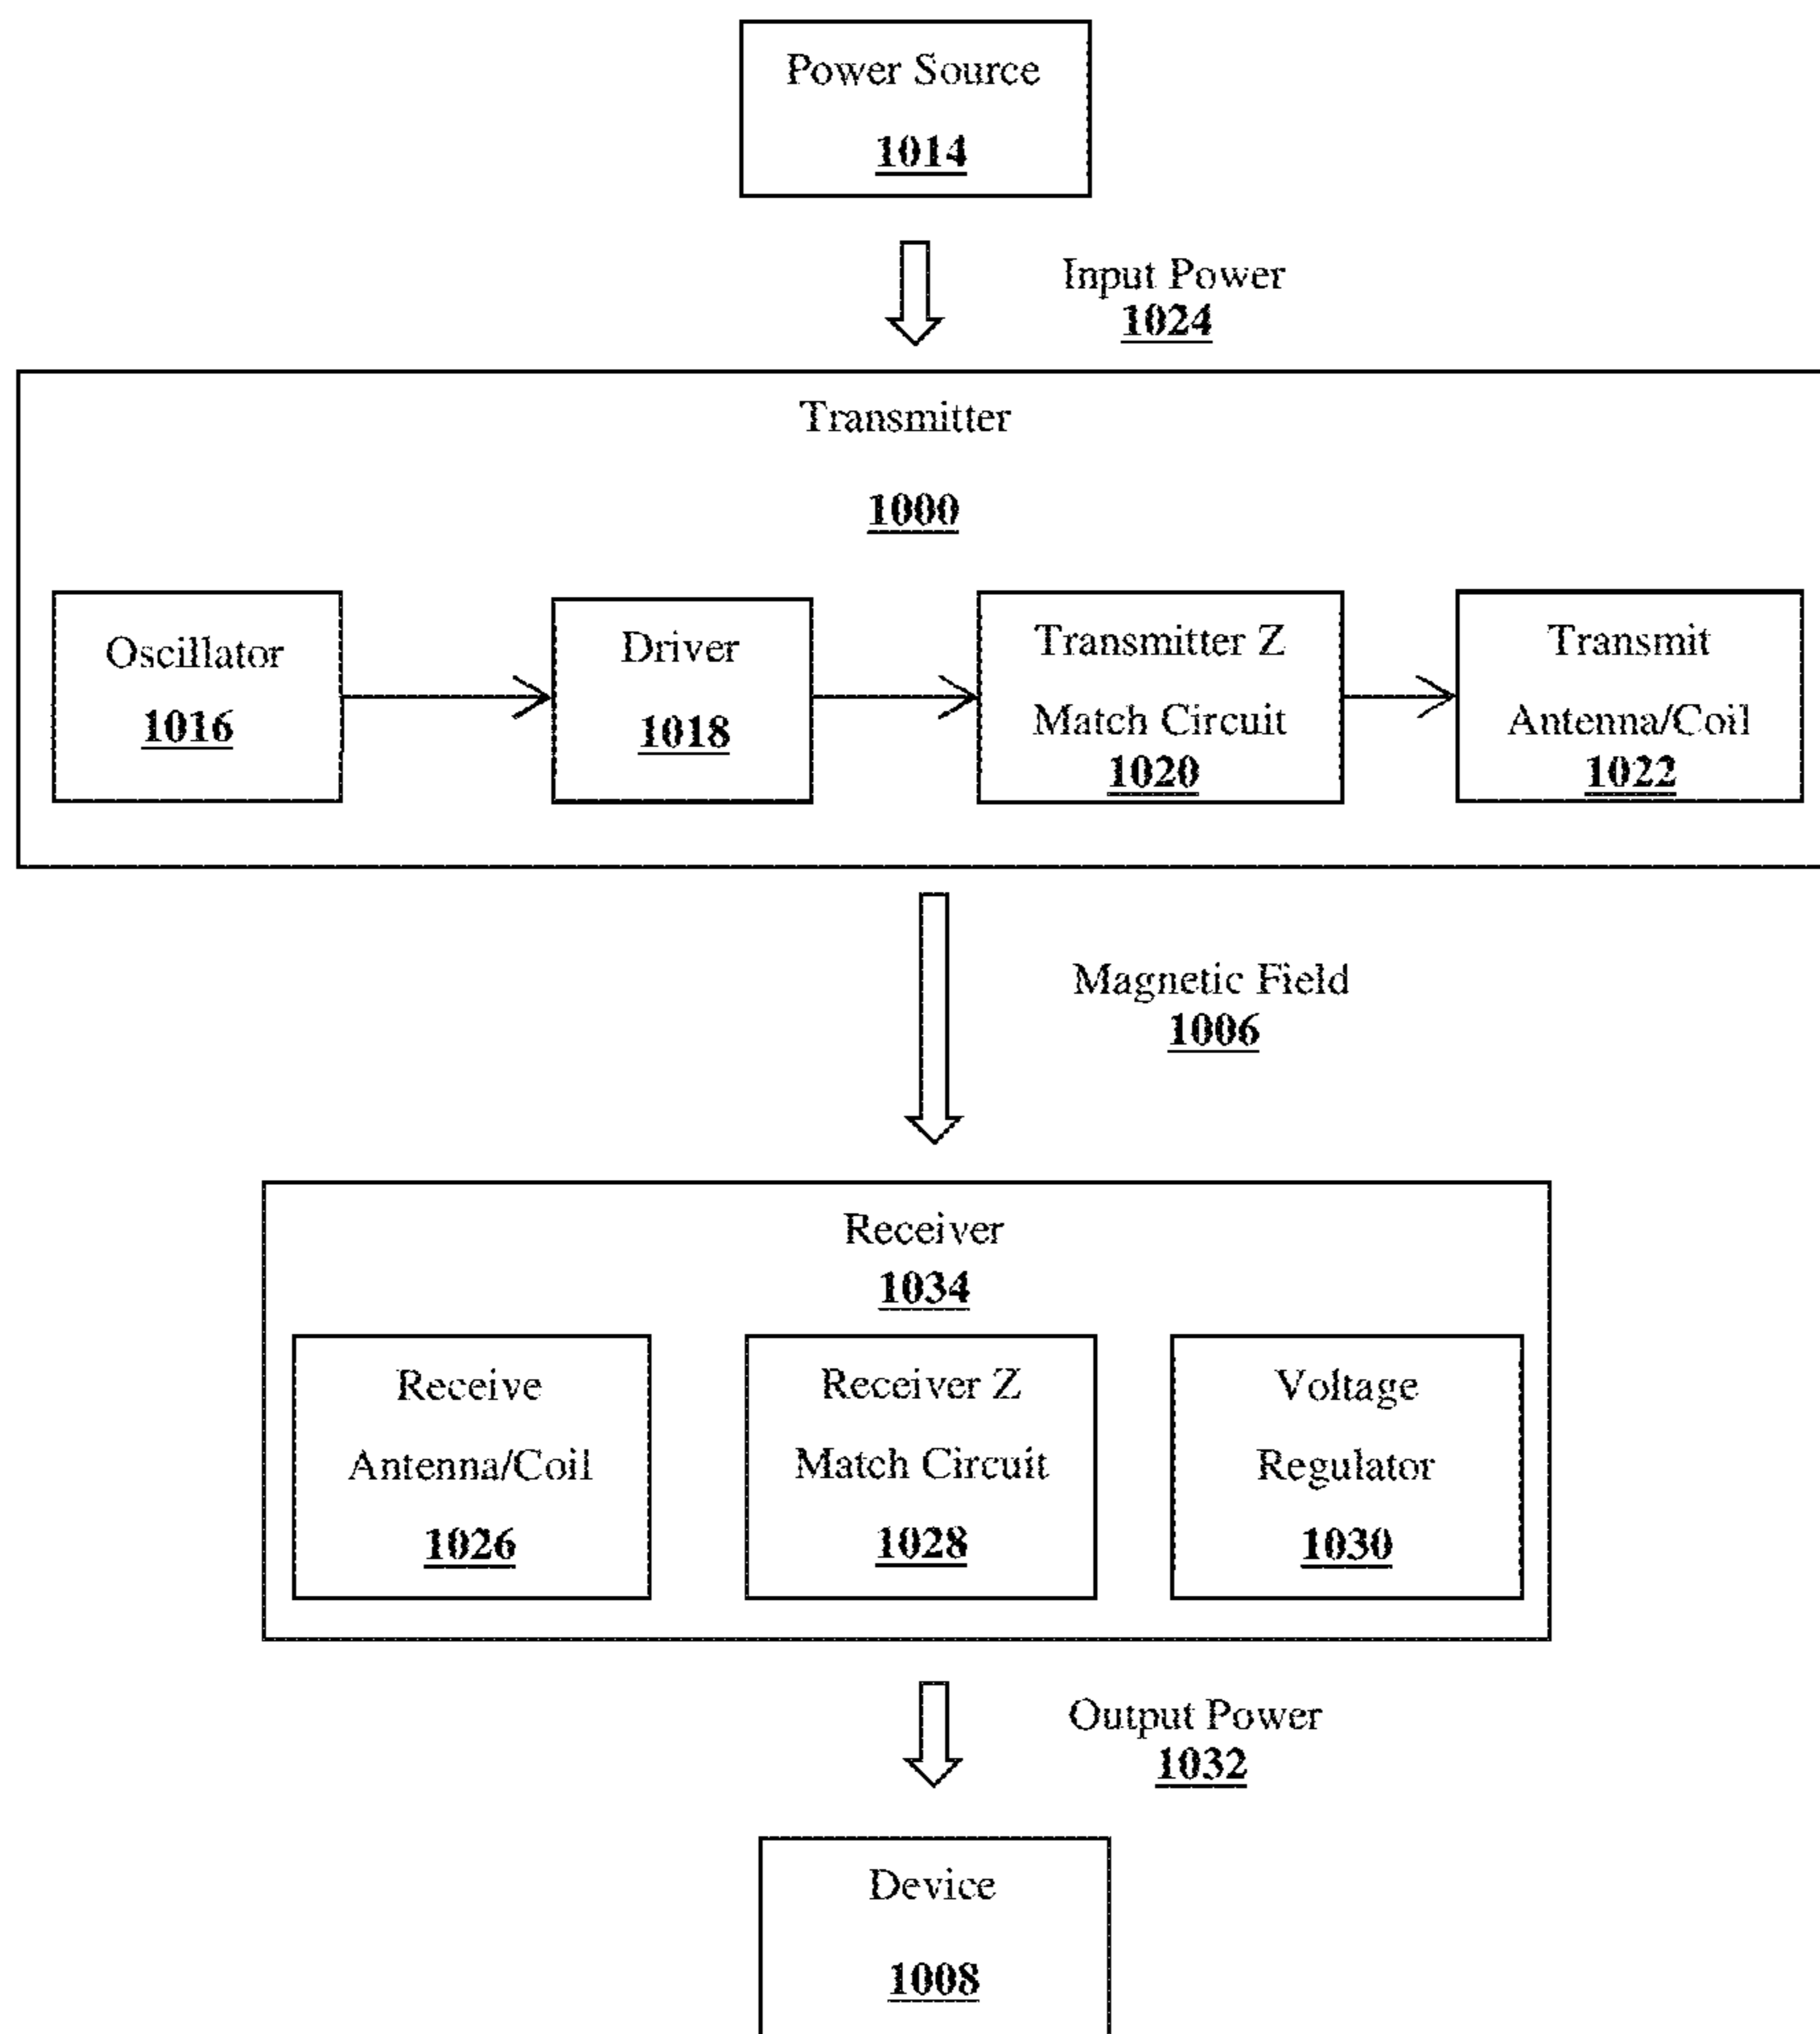 Power Source
1014
Input Power
1024
Transmitter
1000
Oscillator
1016
Driver
1018
Transmitter Z
Match Circuit
1020
Transmit
Antenna/Coil
1022
Magnetic Field
1006
Receiver
1034
Receive
Antenna/Coil
1026
Receiver Z
Match Circuit
1028
Voltage
Regulator
1030
Output Power
1032
Device
1008